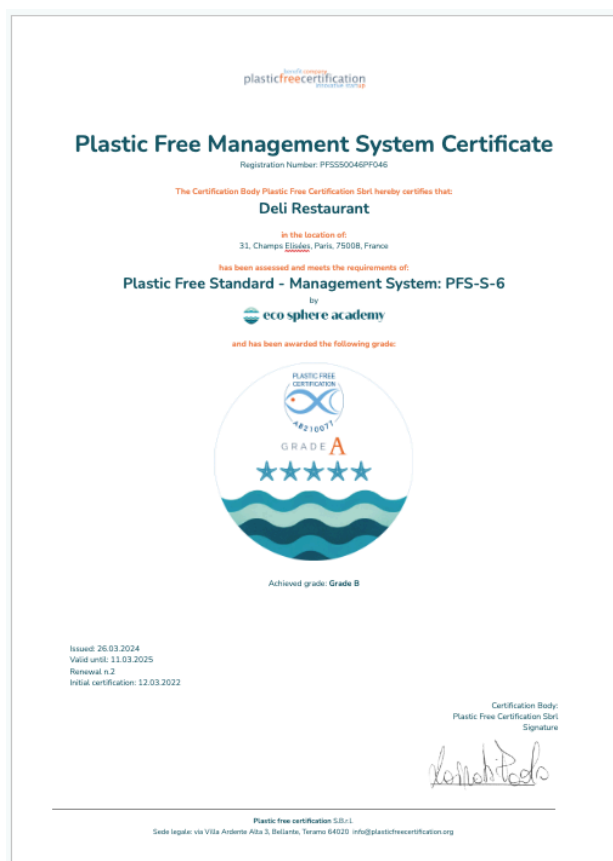 benefit company
plasticfreecertification
innovative startup
Plastic Free Management System Certificate
Registration Number: PFSS50046PF046
The Certification Body Plastic Free Certification Sbrl hereby certifies that:
Deli Restaurant
in the location of:
31, Champs Elisées, Paris, 75008, France
has been assessed and meets the requirements of:
Plastic Free Standard - Management System: PFS-S-6
by
eco sphere academy
and has been awarded the following grade:
PLASTIC FREE
CERTIFICATION
AB210077
GRADE A
Achieved grade: Grade B
Issued: 26.03.2024
Valid until: 11.03.2025
Renewal n.2
Initial certification: 12.03.2022
Certification Body:
Plastic Free Certification Sbrl
Signature
Plastic free certification S.B.r.l.
Sede legale: via Villa Ardente Alta 3, Bellante, Teramo 64020 info@plasticfreecertification.org